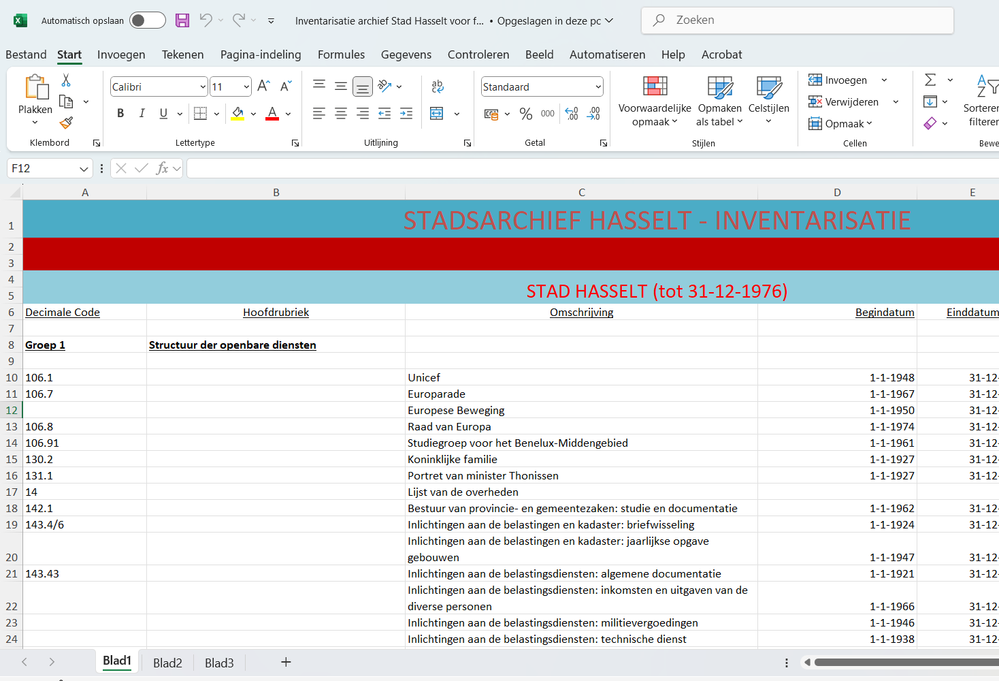 Automatisch opslaan
Inventarisatie archief Stad Hasselt voor f... • Opgeslagen in deze pc
Zoeken
Bestand Start Invoegen Tekenen Pagina-indeling Formules Gegevens Controleren Beeld Automatiseren Help Acrobat
Plakken
Klembord
Calibri 11
B I U
Lettertype
Uitlijning
Standaard
% 000
Getal
Voorwaardelijke opmaak
Opmaken als tabel
Celstijlen
Stijlen
Invoegen
Verwijderen
Opmaak
Cellen
Sorteren
filteren
Bewe
F12
fx
A B C D E
1 STADSARCHIEF HASSELT - INVENTARISATIE
2
3
4
5 STAD HASSELT (tot 31-12-1976)
6 Decimale Code Hoofdrubriek Omschrijving Begindatum Einddatum
7
8 Groep 1 Structuur der openbare diensten
9
10 106.1 Unicef 1-1-1948 31-12-
11 106.7 Europarade 1-1-1967 31-12-
12 Europese Beweging 1-1-1950 31-12-
13 106.8 Raad van Europa 1-1-1974 31-12-
14 106.91 Studiegroep voor het Benelux-Middengebied 1-1-1961 31-12-
15 130.2 Koninklijke familie 1-1-1927 31-12-
16 131.1 Portret van minister Thonissen 1-1-1927 31-12-
17 14 Lijst van de overheden
18 142.1 Bestuur van provincie- en gemeentezaken: studie en documentatie 1-1-1962 31-12-
19 143.4/6 Inlichtingen aan de belastingen en kadaster: briefwisseling 1-1-1924 31-12-
Inlichtingen aan de belastingen en kadaster: jaarlijkse opgave
20 gebouwen 1-1-1947 31-12-
21 143.43 Inlichtingen aan de belastingsdiensten: algemene documentatie 1-1-1921 31-12-
Inlichtingen aan de belastingsdiensten: inkomsten en uitgaven van de
22 diverse personen 1-1-1966 31-12-
23 Inlichtingen aan de belastingsdiensten: militievergoedingen 1-1-1946 31-12-
24 Inlichtingen aan de belastingsdiensten: technische dienst 1-1-1938 31-12-
Blad1 Blad2 Blad3